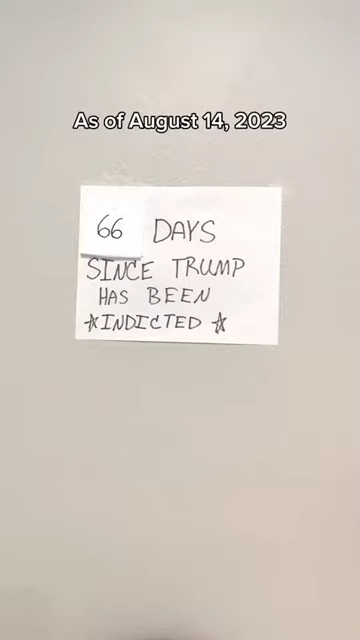 As of August 14, 2023
66 DAYS
SINCE TRUMP
HAS BEEN
☆INDICTED☆